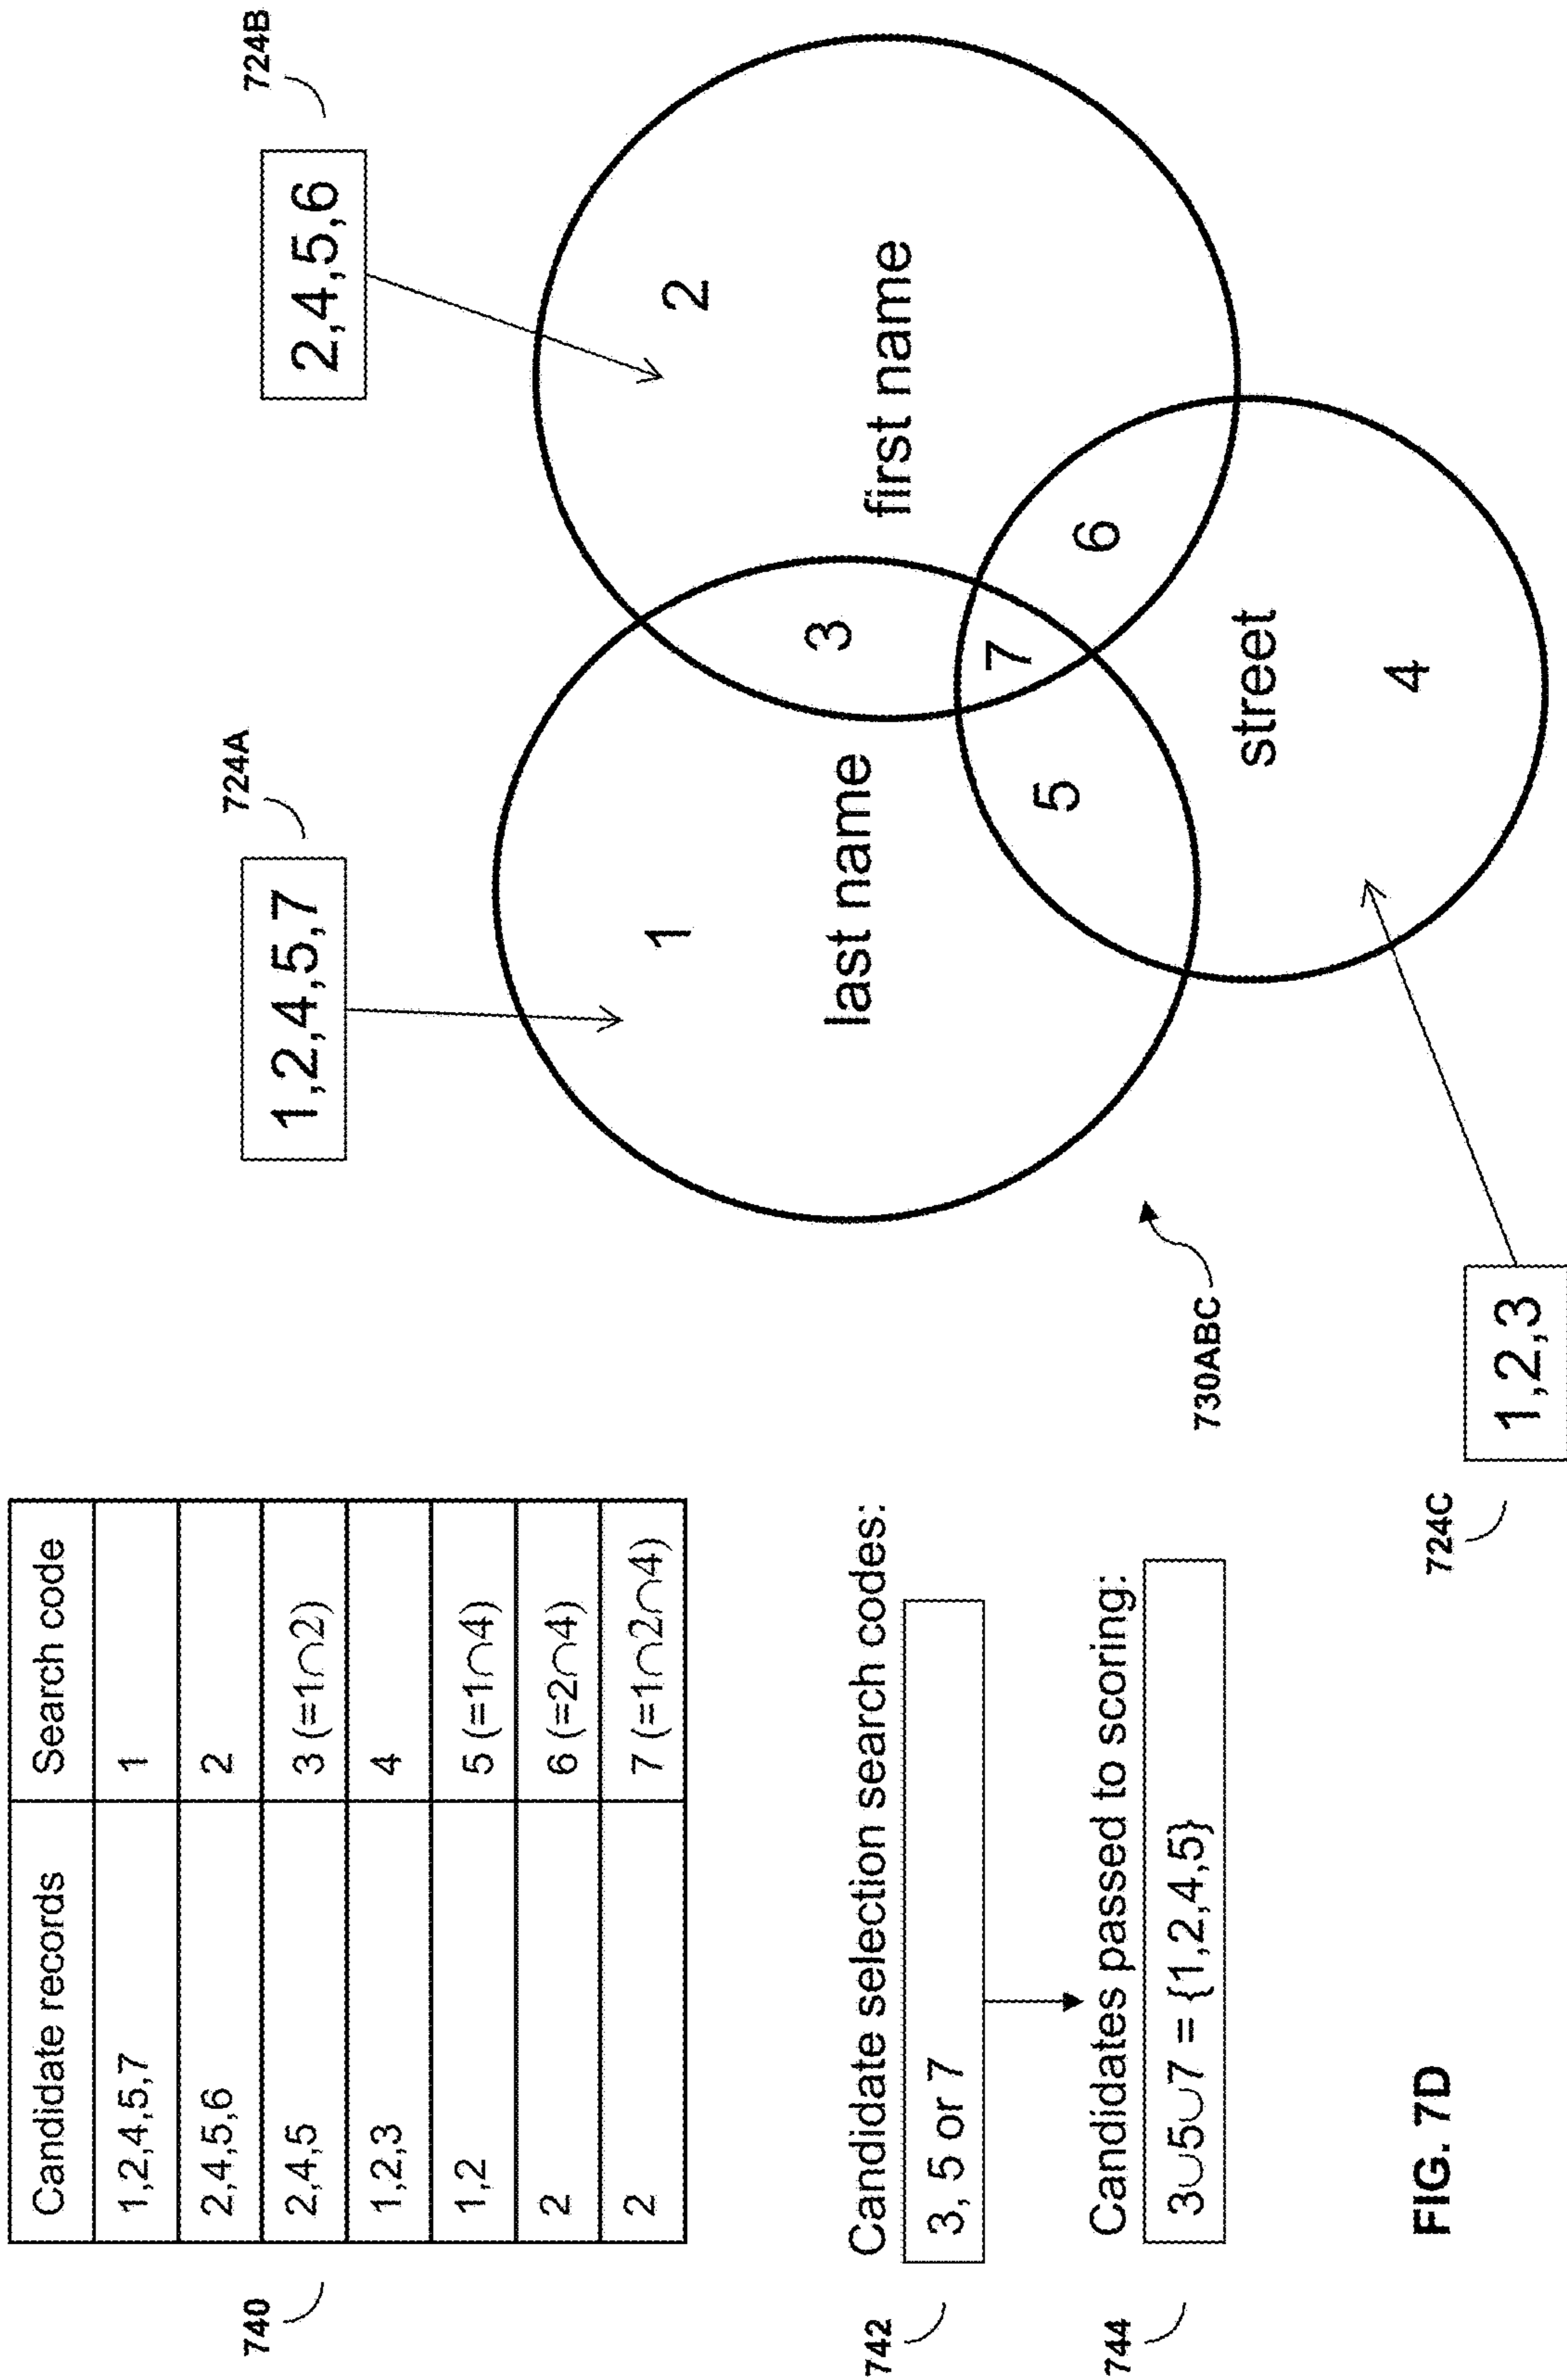 Candidate records Search code
1,2,4,5,7 1
2,4,5,6 2
2,4,5 3 (=1∩2)
1,2,3 4
1,2 5 (=1∩4)
2 6 (=2∩4)
2 7 (=1∩2∩4)
740
Candidate selection search codes:
3, 5 or 7
742
Candidates passed to scoring:
3∪5∪7 = {1,2,4,5}
744
724A
1,2,4,5,7
724B
2,4,5,6
1
2
last name
3
first name
5
7
6
street
4
730ABC
724C
1,2,3
FIG. 7D